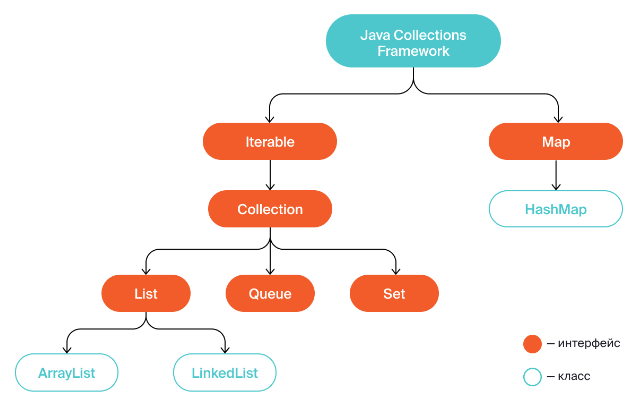 Java Collections
Framework
Iterable
Map
Collection
HashMap
List
Queue
Set
ArrayList
LinkedList
— интерфейс
— класс